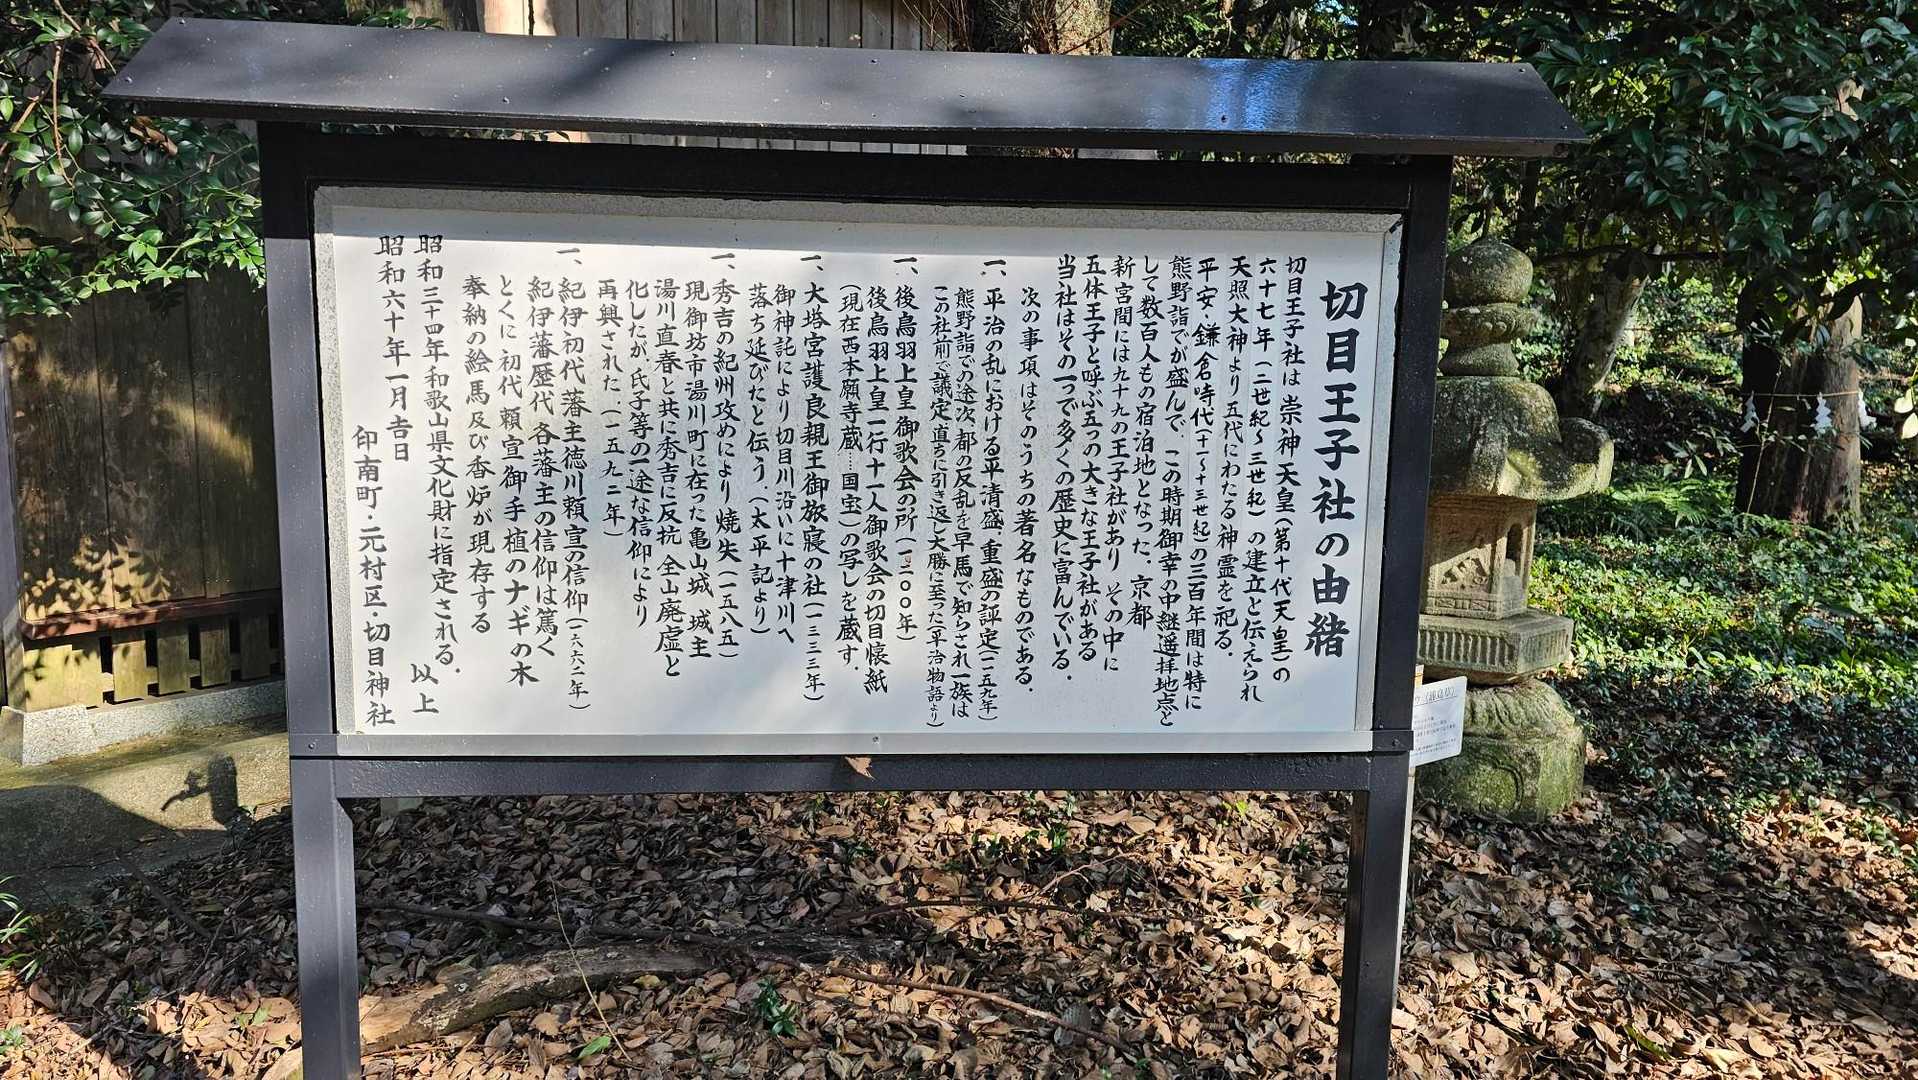 切目王子社の由緒
切目王子社は崇神天皇(第十代天皇)の
六十七年(二世紀～三世紀)の建立と伝えられ
天照大神より五代にわたる神霊を祀る。
平安・鎌倉時代(十一～十三世紀)の三百年間は特に
熊野詣でが盛んで、この時期御幸の中継遥拝地点と
して数百人もの宿泊地となった。京都
新宮間には九十九の王子社があり その中に
五体王子と呼ぶ五つの大きな王子社がある
当社はその一つで多くの歴史に富んでいる。
次の事項はそのうちの著名なものである。
一、平治の乱における平清盛、重盛の評定(一一五九年)
熊野詣での途次、都の反乱を早馬で知らされ一族は
この社前で議定、直ちに引き返し大勝に至った(平治物語より)
一、後鳥羽上皇御歌会の所(一二〇〇年)
後鳥羽上皇一行十一人御歌会の切目懐紙
(現在西本願寺蔵…国宝)の写しを蔵す。
一、大塔宮護良親王御旅寝の社(一三三三年)
御神託により切目川沿いに十津川へ
落ち延びたと伝う。(太平記より)
一、秀吉の紀州攻めにより焼失(一五八五)
現御坊市湯川町に在った亀山城 城主
湯川直春と共に秀吉に反抗 全山廃虚と
化したが、氏子等の一途な信仰により
再興された。(一五九二年)
一、紀伊初代藩主徳川頼宣の信仰(一六六二年)
紀伊藩歴代各藩主の信仰は篤く
とくに初代頼宣御手植のナギの木
奉納の絵馬及び香炉が現存する
昭和三十四年和歌山県文化財に指定される。 以上
昭和六十年一月吉日
印南町・元村区・切目神社